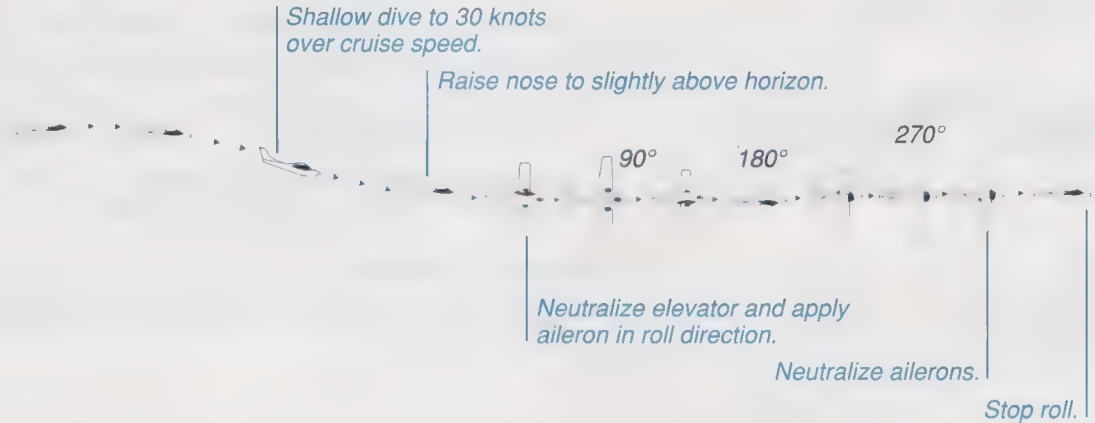 Shallow dive to 30 knots
over cruise speed.
Raise nose to slightly above horizon.
90°
180°
270°
Neutralize elevator and apply
aileron in roll direction.
Neutralize ailerons.
Stop roll.